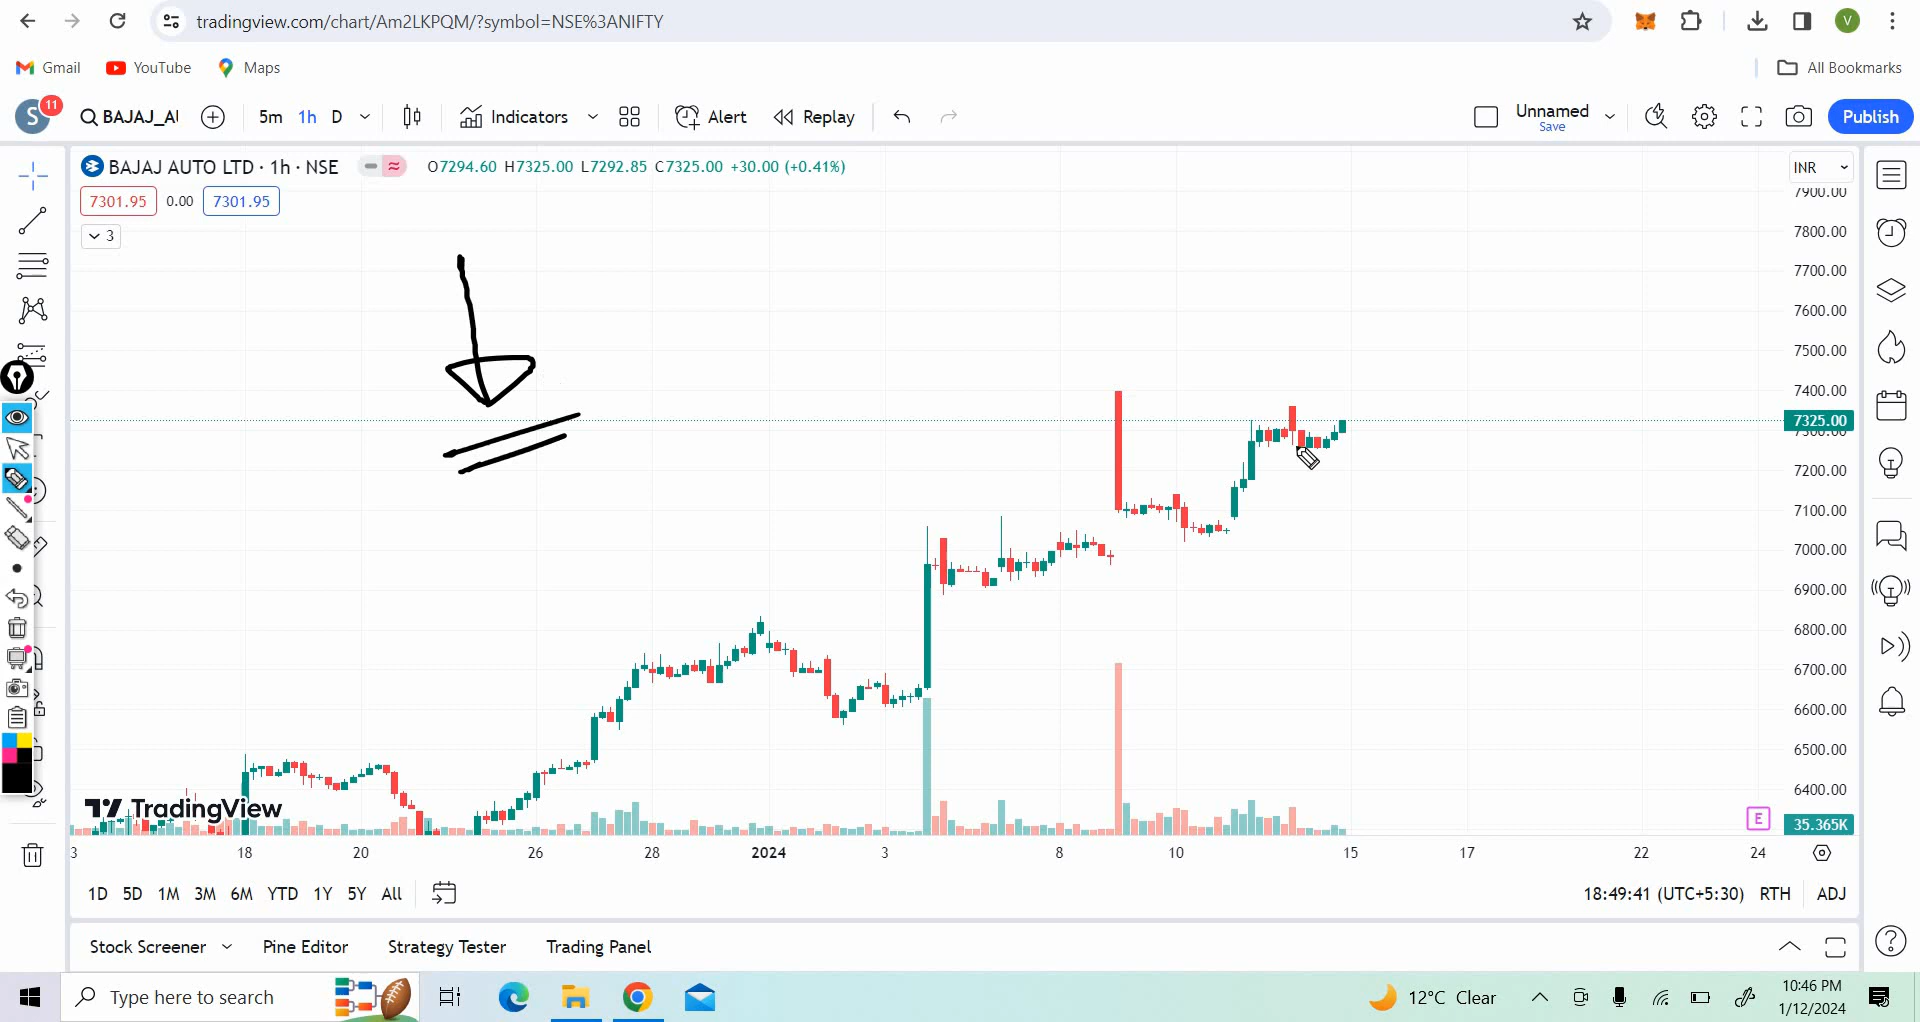 tradingview.com/chart/Am2LKPQM/?symbol=NSE%3ANIFTY
V
Gmail YouTube Maps All Bookmarks
S 11 BAJAJ_AU 5m 1h D Indicators Alert Replay Unnamed Save Publish
BAJAJ AUTO LTD · 1h · NSE O7294.60 H7325.00 L7292.85 C7325.00 +30.00 (+0.41%) INR
7301.95 0.00 7301.95
3
7900.00
7800.00
7700.00
7600.00
7500.00
7400.00
7325.00
7300.00
7200.00
7100.00
7000.00
6900.00
6800.00
6700.00
6600.00
6500.00
6400.00
TradingView
E
35.365K
3 18 20 26 28 2024 3 8 10 15 17 22 24
1D 5D 1M 3M 6M YTD 1Y 5Y All 18:49:41 (UTC+5:30) RTH ADJ
Stock Screener Pine Editor Strategy Tester Trading Panel
Type here to search 12°C Clear 10:46 PM
1/12/2024